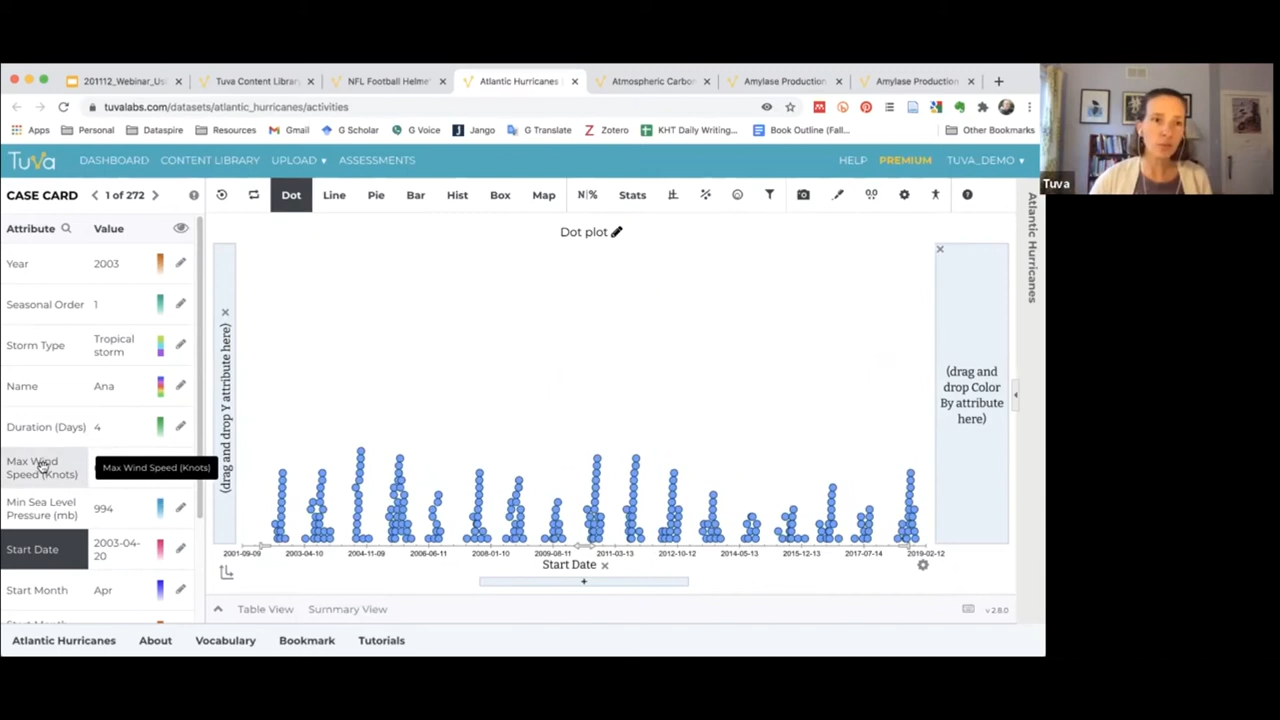 201112_Webinar_Us
Tuva Content Library
NFL Football Helme
Atlantic Hurricanes
Atmospheric Carbo
Amylase Production
Amylase Production
tuvalabs.com/datasets/atlantic_hurricanes/activities
Apps
Personal
Dataspire
Resources
Gmail
G Scholar
G Voice
Jango
G Translate
Zotero
KHT Daily Writing...
Book Outline (Fall...
Other Bookmarks
Tuva
DASHBOARD
CONTENT LIBRARY
UPLOAD
ASSESSMENTS
HELP
PREMIUM
TUVA_DEMO
Tuva
CASE CARD
1 of 272
Dot
Line
Pie
Bar
Hist
Box
Map
N|%
Stats
Atlantic Hurricanes
Attribute
Value
Dot plot
Year
2003
Seasonal Order
1
Storm Type
Tropical
storm
Name
Ana
Duration (Days)
4
Max Wind
Speed (Knots)
Max Wind Speed (Knots)
Min Sea Level
Pressure (mb)
994
Start Date
2003-04-
20
Start Month
Apr
(drag and drop Y attribute here)
(drag and
drop Color
By attribute
here)
2001-09-09
2003-04-10
2004-11-09
2006-06-11
2008-01-10
2009-08-11
2011-03-13
2012-10-12
2014-05-13
2015-12-13
2017-07-14
2019-02-12
Start Date
+
Table View
Summary View
v 2.8.0
Atlantic Hurricanes
About
Vocabulary
Bookmark
Tutorials